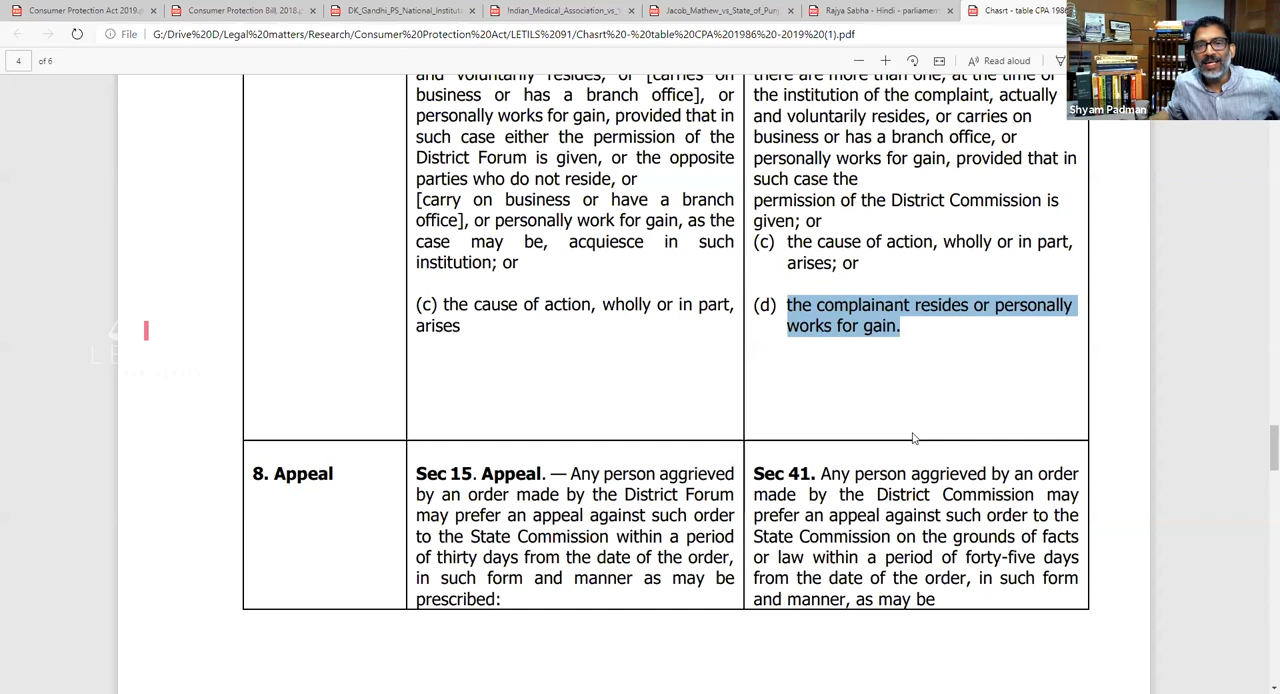 Consumer Protection Act 2019.
Consumer Protection Bill, 2018.
DK_Gandhi_PS_National_Institut
Indian_Medical_Association_vs_
Jacob_Mathew_vs_State_of_Pun
Rajya Sabha - Hindi - parliamen
Chasrt - table CPA 1986
File
G:/Drive%20D/Legal%20matters/Research/Consumer%20Protection%20Act/LETILS%2091/Chasrt%20-%20table%20CPA%201986%20-2019%20(1).pdf
4 of 6
Read aloud
Shyam Padman
and voluntarily resides, or [carries on
business or has a branch office], or
personally works for gain, provided that in
such case either the permission of the
District Forum is given, or the opposite
parties who do not reside, or
[carry on business or have a branch
office], or personally work for gain, as the
case may be, acquiesce in such
institution; or
(c) the cause of action, wholly or in part,
arises
there are more than one, at the time of
the institution of the complaint, actually
and voluntarily resides, or carries on
business or has a branch office, or
personally works for gain, provided that in
such case the
permission of the District Commission is
given; or
(c) the cause of action, wholly or in part,
arises; or
(d) the complainant resides or personally
works for gain.
8. Appeal
Sec 15. Appeal. — Any person aggrieved
by an order made by the District Forum
may prefer an appeal against such order
to the State Commission within a period
of thirty days from the date of the order,
in such form and manner as may be
prescribed:
Sec 41. Any person aggrieved by an order
made by the District Commission may
prefer an appeal against such order to the
State Commission on the grounds of facts
or law within a period of forty-five days
from the date of the order, in such form
and manner, as may be